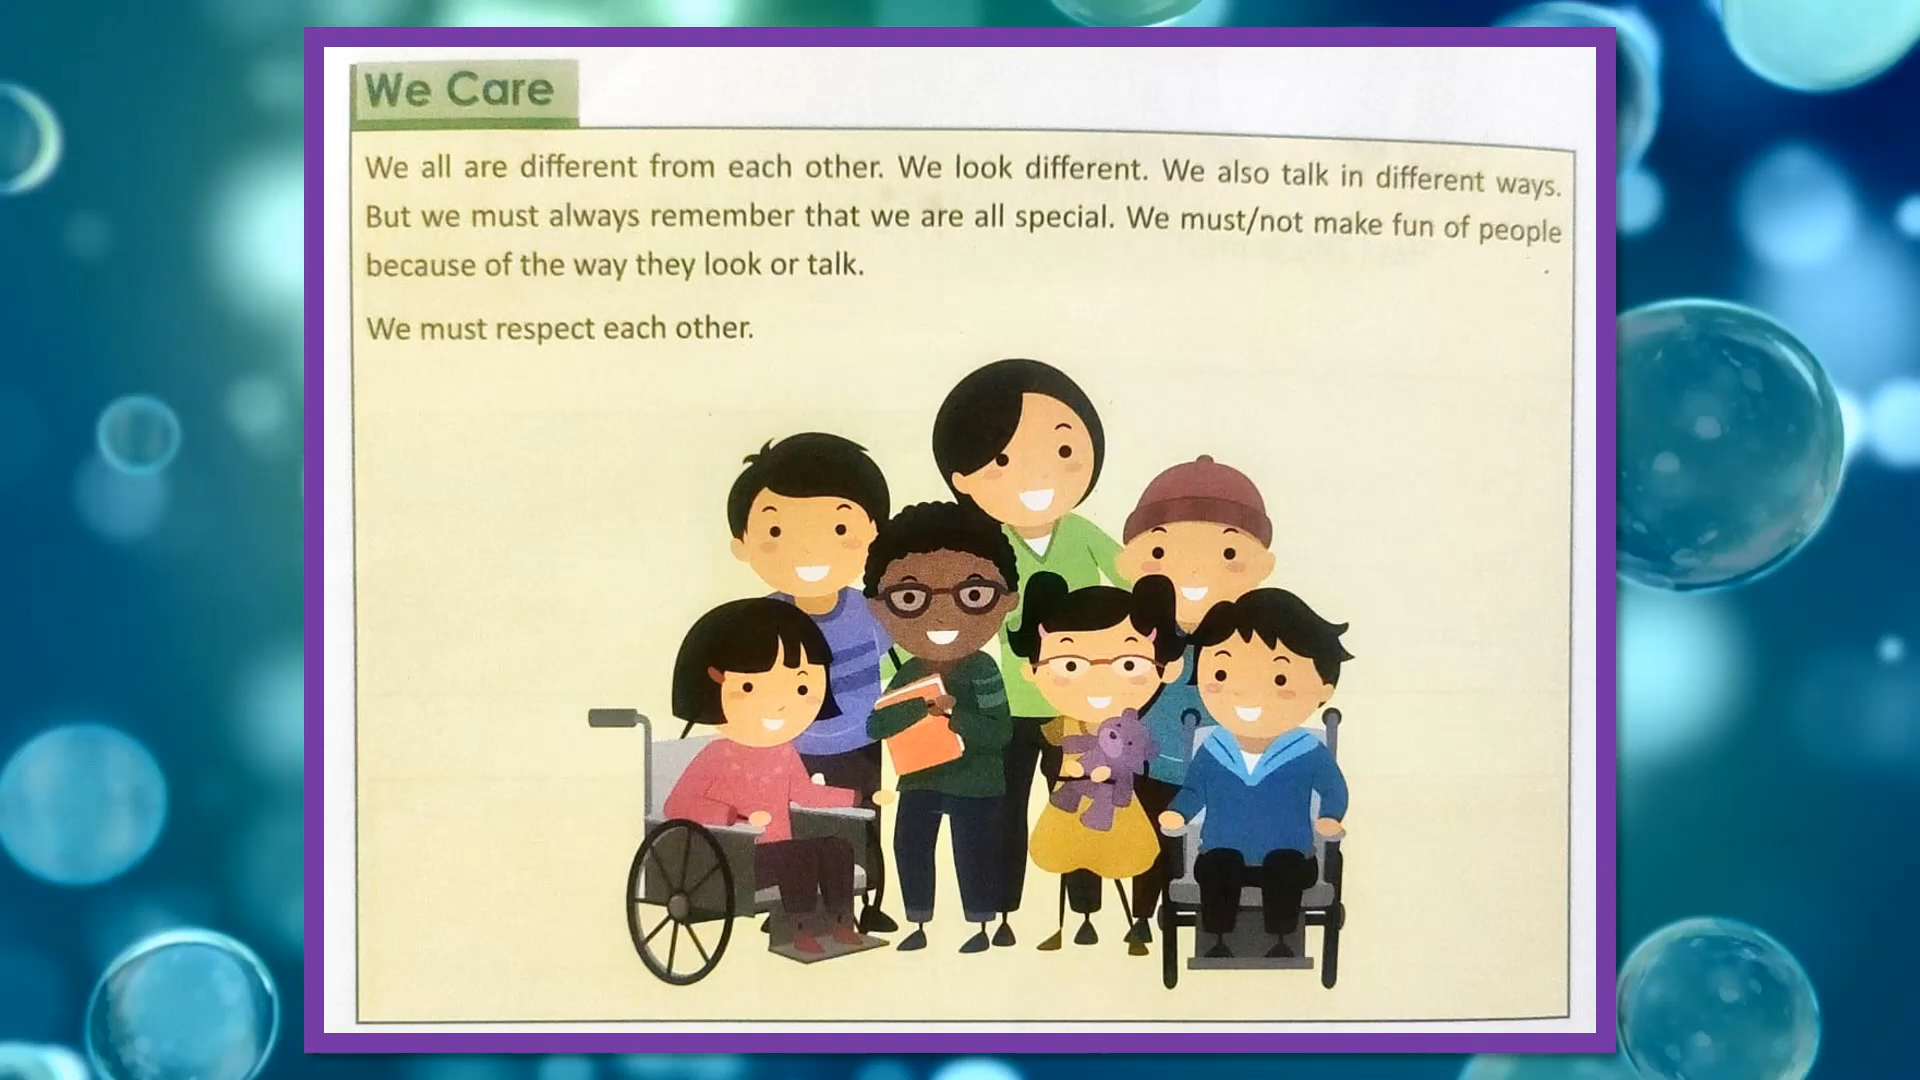 We Care
We all are different from each other. We look different. We also talk in different ways.
But we must always remember that we are all special. We must/not make fun of people
because of the way they look or talk.
We must respect each other.